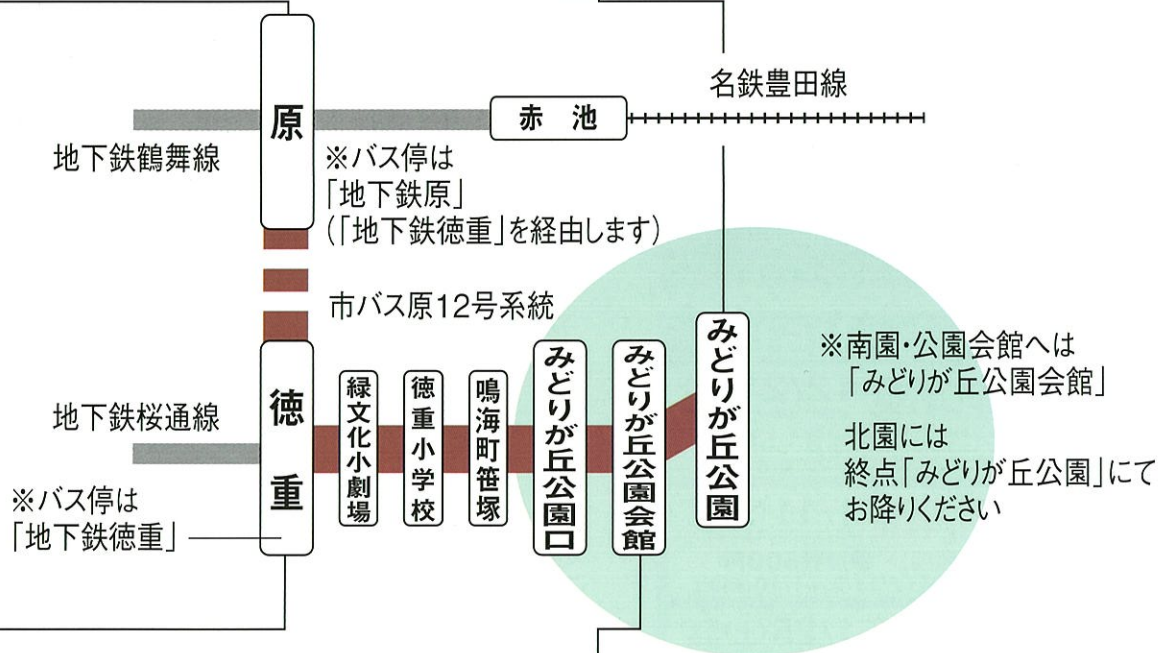 原
赤池
名鉄豊田線
地下鉄鶴舞線
※バス停は
「地下鉄原」
(「地下鉄徳重」を経由します)
市バス原12号系統
地下鉄桜通線
※バス停は
「地下鉄徳重」
徳重
緑文化小劇場
徳重小学校
鳴海町笹塚
みどりが丘公園口
みどりが丘公園会館
みどりが丘公園
※南園・公園会館へは
「みどりが丘公園会館」
北園には
終点「みどりが丘公園」にて
お降りください